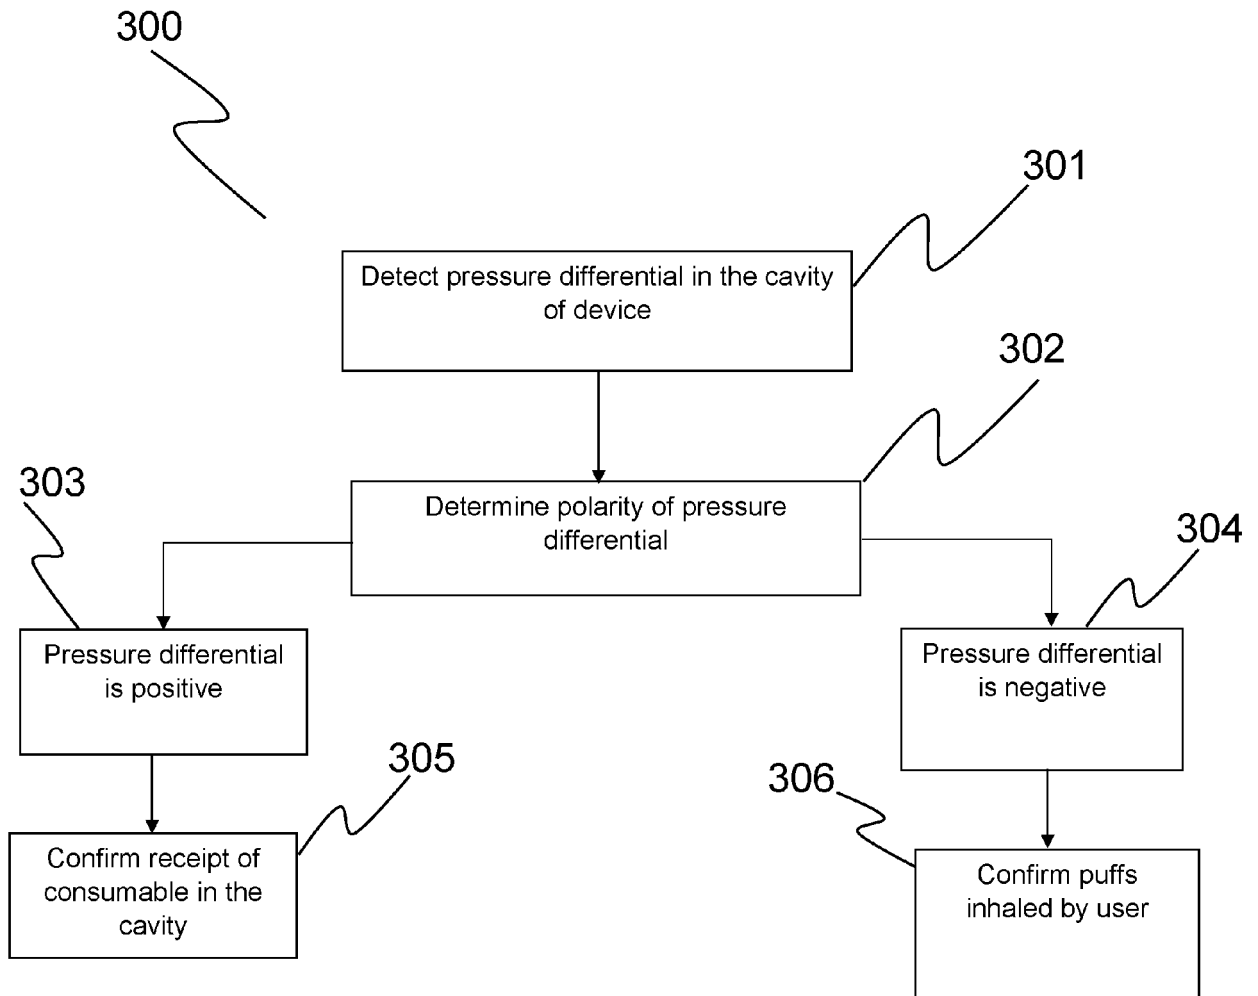 300
301
Detect pressure differential in the cavity
of device
302
Determine polarity of pressure
differential
303
304
Pressure differential
is positive
Pressure differential
is negative
305
306
Confirm receipt of
consumable in the
cavity
Confirm puffs
inhaled by user